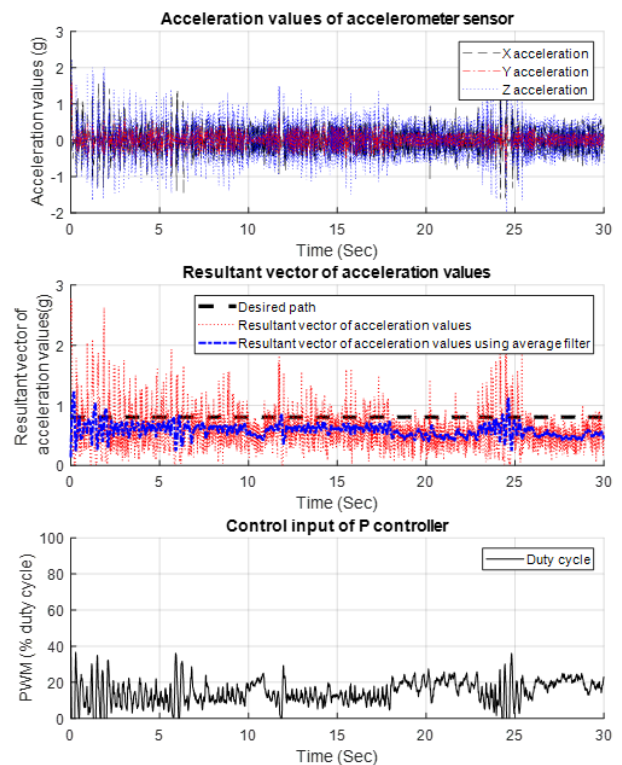 Acceleration values of accelerometer sensor
Acceleration values (g)
3
2
1
0
-1
-2
X acceleration
Y acceleration
Z acceleration
0 5 10 15 20 25 30
Time (Sec)
Resultant vector of acceleration values
Resultant vector of
acceleration values(g)
3
2
1
0
Desired path
Resultant vector of acceleration values
Resultant vector of acceleration values using average filter
0 5 10 15 20 25 30
Time (Sec)
Control input of P controller
PWM (% duty cycle)
100
80
60
40
20
0
Duty cycle
0 5 10 15 20 25 30
Time (Sec)